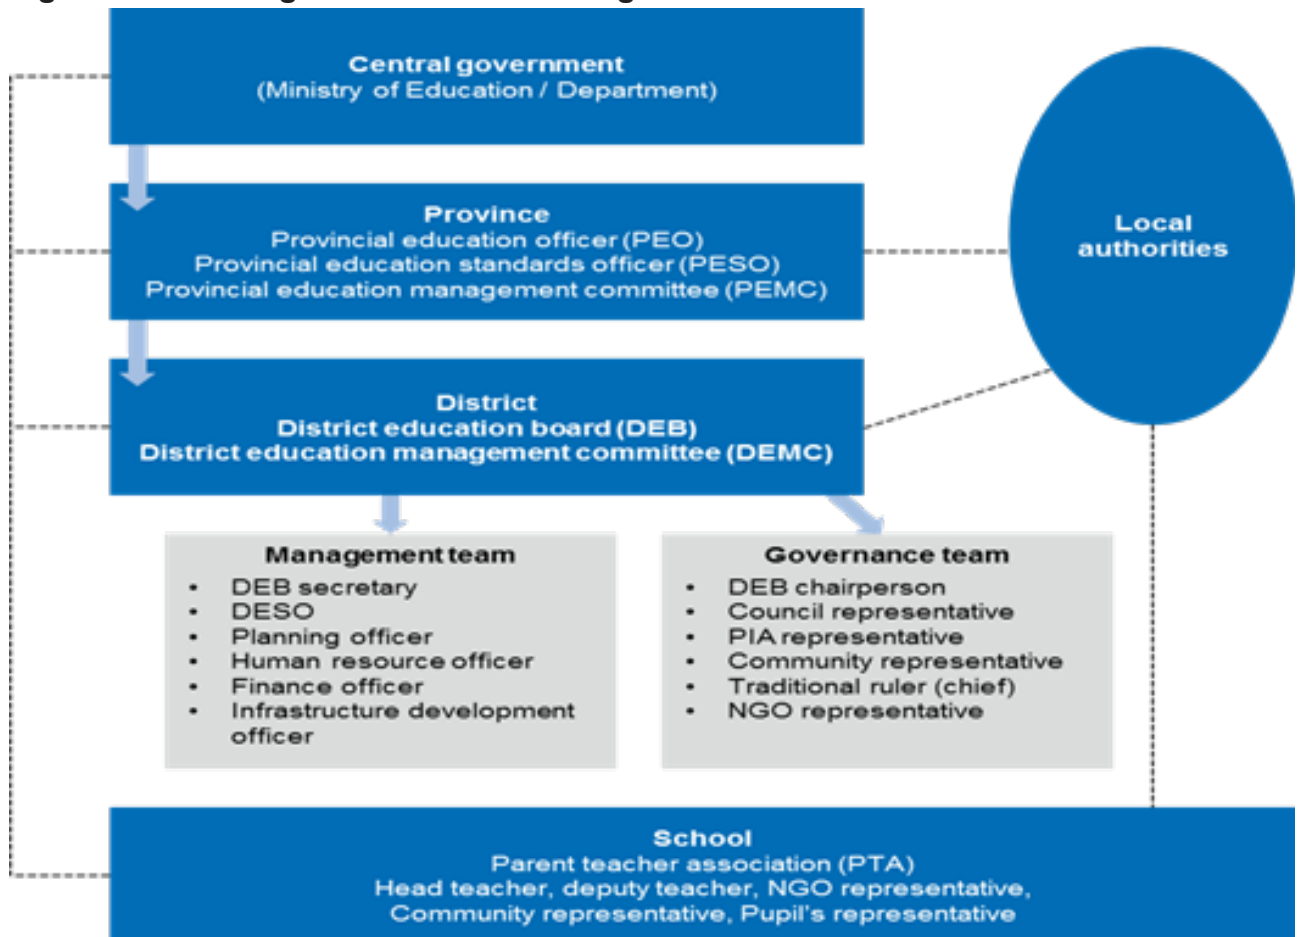 Central government
(Ministry of Education / Department)
Province
Provincial education officer (PEO)
Provincial education standards officer (PESO)
Provincial education management committee (PEMC)
Local
authorities
District
District education board (DEB)
District education management committee (DEMC)
Management team
• DEB secretary
• DESO
• Planning officer
• Human resource officer
• Finance officer
• Infrastructure development
officer
Governance team
• DEB chairperson
• Council representative
• PIA representative
• Community representative
• Traditional ruler (chief)
• NGO representative
School
Parent teacher association (PTA)
Head teacher, deputy teacher, NGO representative,
Community representative, Pupil's representative